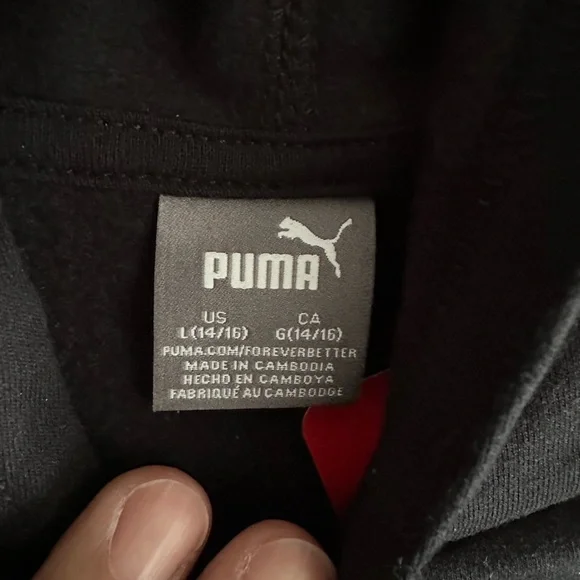 PUMA
US CA
L(14/16) G(14/16)
PUMA.COM/FOREVERBETTER
MADE IN CAMBODIA
HECHO EN CAMBOYA
FABRIQUÉ AU CAMBODGE